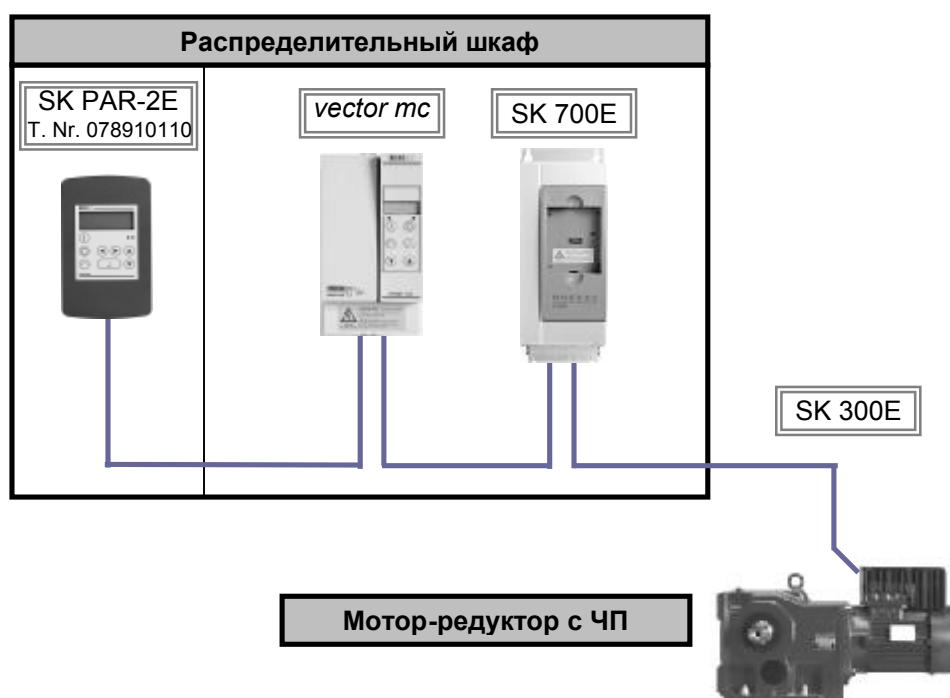 Распределительный шкаф
SK PAR-2E
T. Nr. 078910110
vector mc
SK 700E
SK 300E
Мотор-редуктор с ЧП